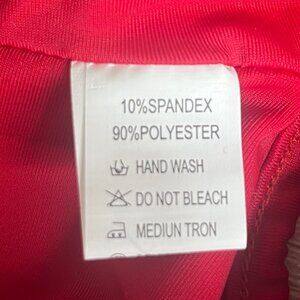 10%SPANDEX
90%POLYESTER
HAND WASH
DO NOT BLEACH
MEDIUN TRON